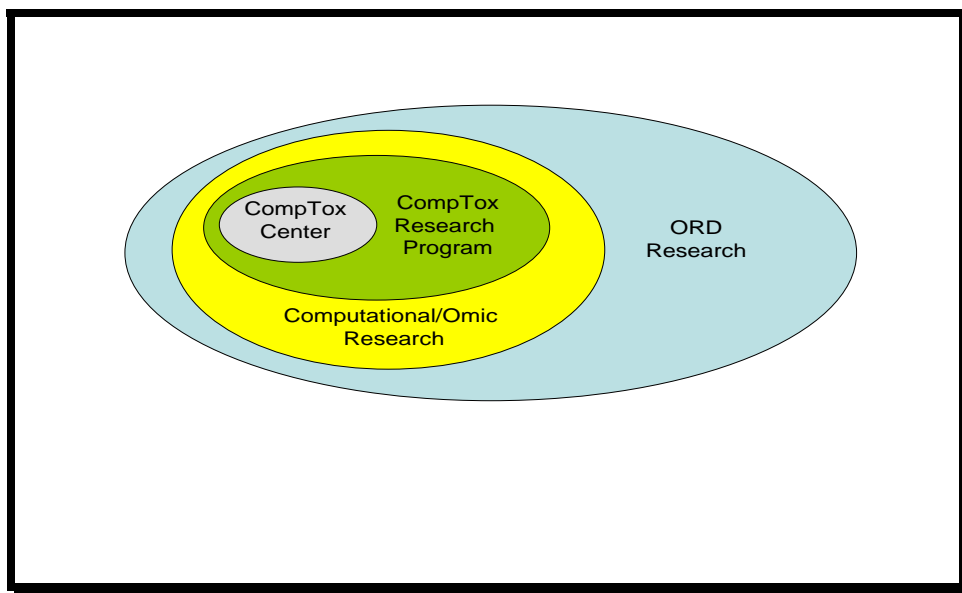 CompTox
Center
CompTox
Research
Program
ORD
Research
Computational/Omic
Research